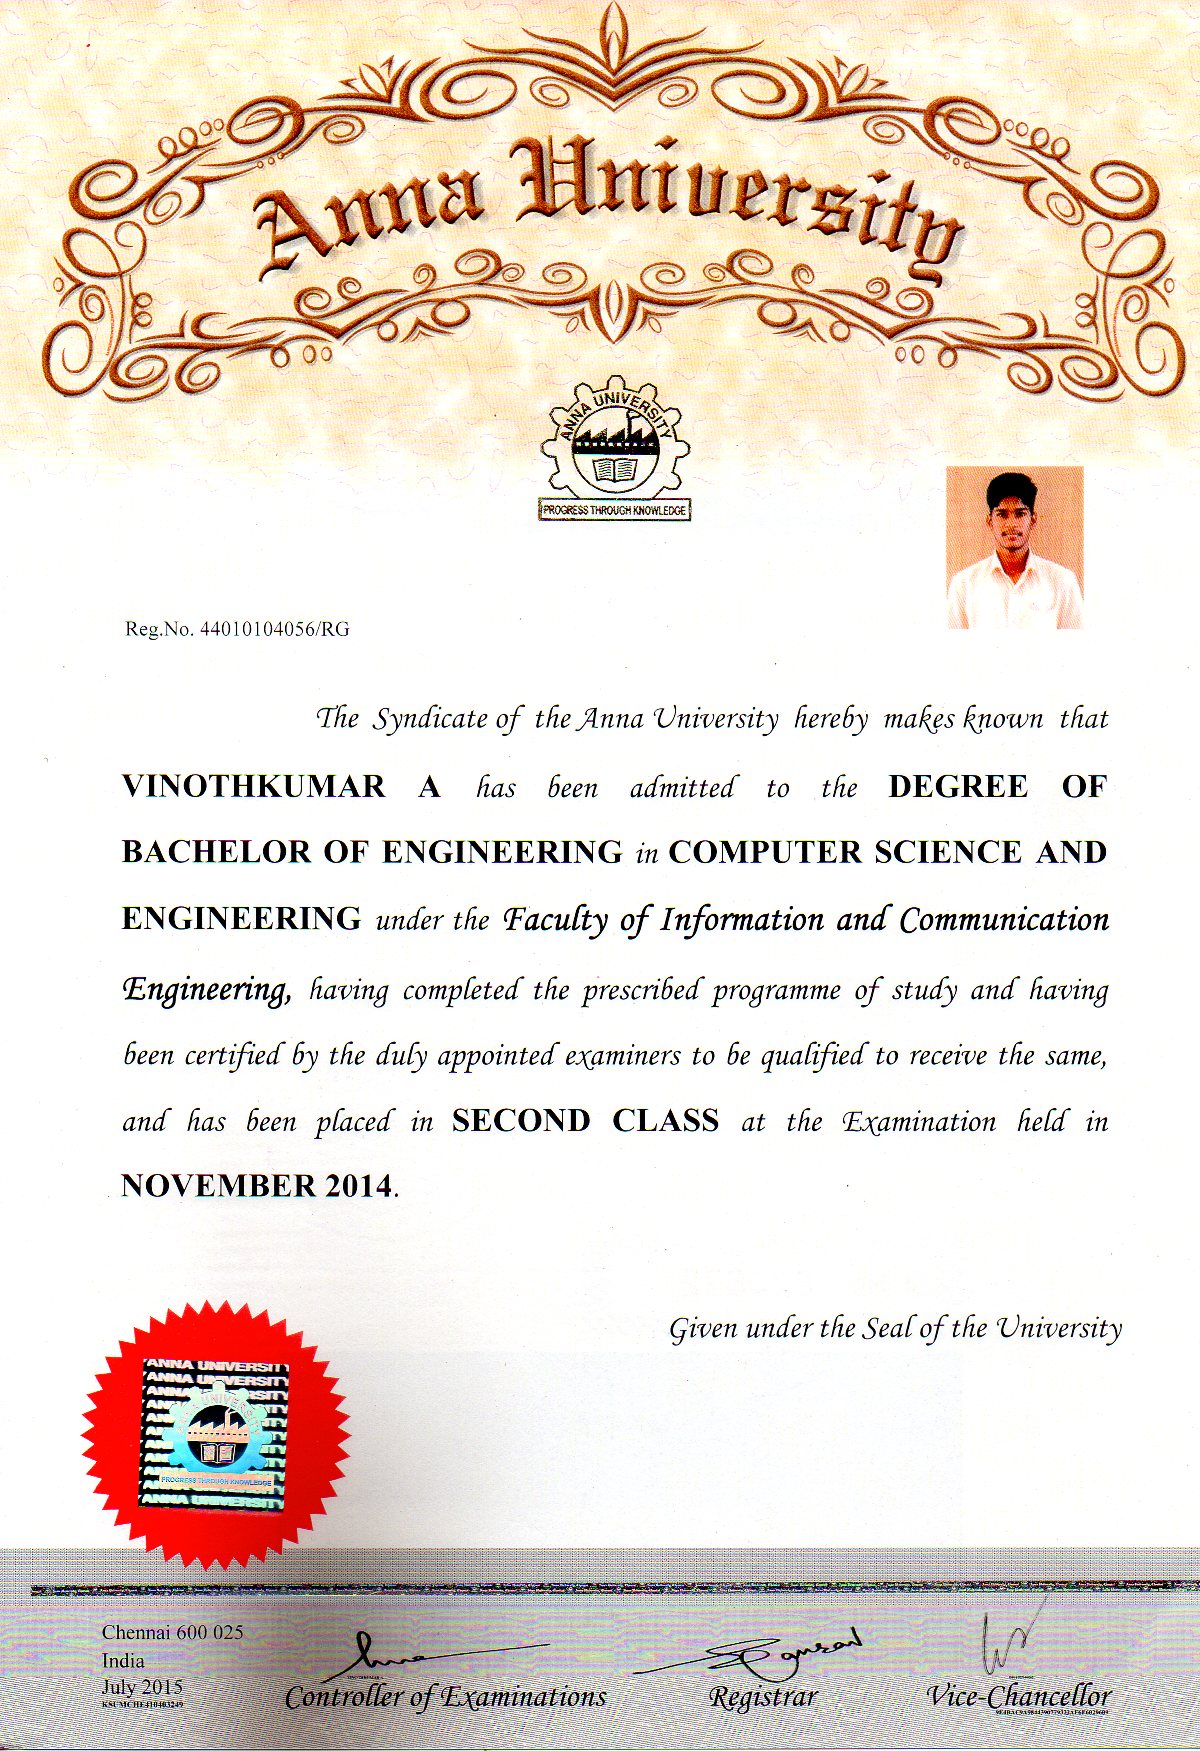 Anna University
ANNA UNIVERSITY
PROGRESS THROUGH KNOWLEDGE
Reg.No. 44010104056/RG
The Syndicate of the Anna University hereby makes known that
VINOTHKUMAR A has been admitted to the DEGREE OF
BACHELOR OF ENGINEERING in COMPUTER SCIENCE AND
ENGINEERING under the Faculty of Information and Communication
Engineering, having completed the prescribed programme of study and having
been certified by the duly appointed examiners to be qualified to receive the same,
and has been placed in SECOND CLASS at the Examination held in
NOVEMBER 2014.
Given under the Seal of the University
ANNA UNIVERSITY
ANNA UNIVERSITY
PROGRESS THROUGH KNOWLEDGE
ANNA UNIVERSITY
Chennai 600 025
India
July 2015
Controller of Examinations
Registrar
Vice-Chancellor